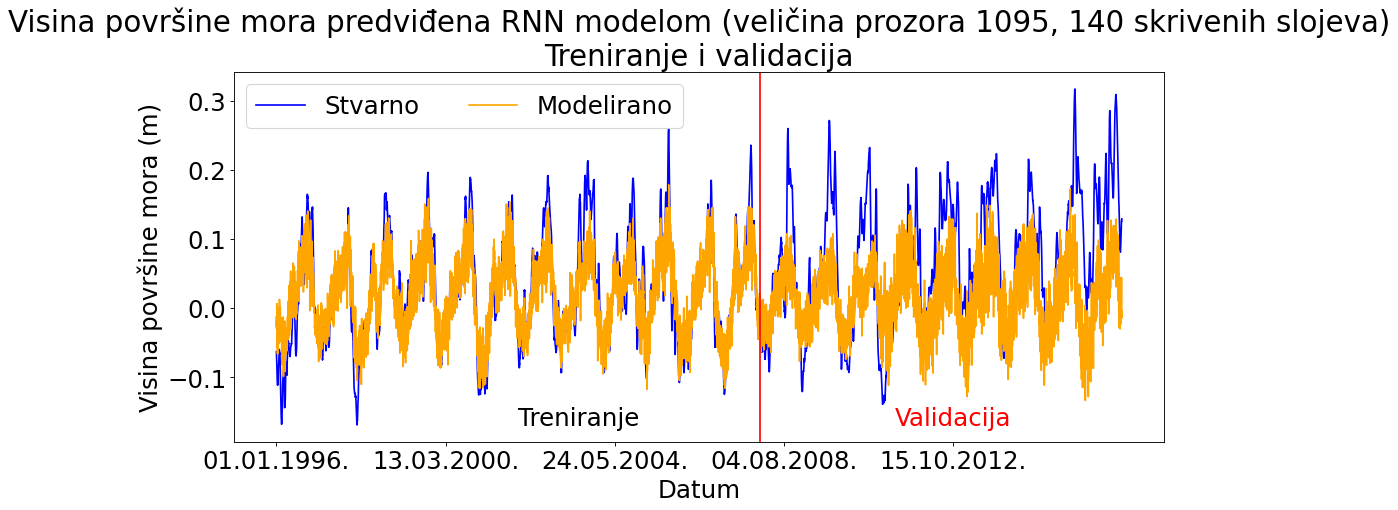 Visina površine mora predviđena RNN modelom (veličina prozora 1095, 140 skrivenih slojeva)
Treniranje i validacija
Stvarno
Modelirano
Visina površine mora (m)
0.3
0.2
0.1
0.0
−0.1
Treniranje
Validacija
01.01.1996.
13.03.2000.
24.05.2004.
04.08.2008.
15.10.2012.
Datum